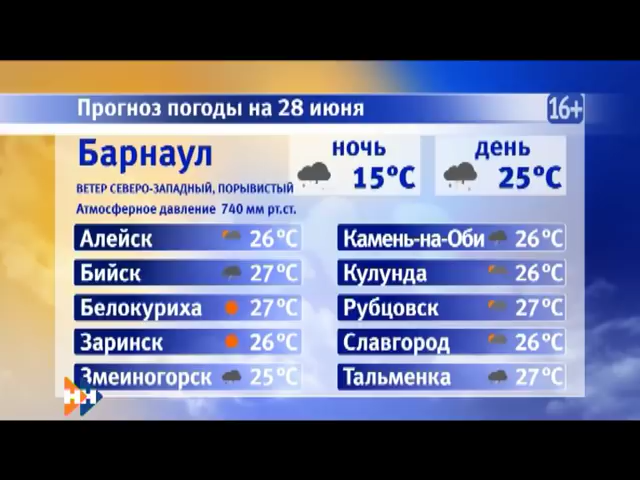 Прогноз погоды на 28 июня
16+
Барнаул
ночь
15°C
день
25°C
ВЕТЕР СЕВЕРО-ЗАПАДНЫЙ, ПОРЫВИСТЫЙ
Атмосферное давление 740 мм рт.ст.
Алейск 26°C
Бийск 27°C
Белокуриха 27°C
Заринск 26°C
Змеиногорск 25°C
Камень-на-Оби 26°C
Кулунда 26°C
Рубцовск 27°C
Славгород 26°C
Тальменка 27°C
НН